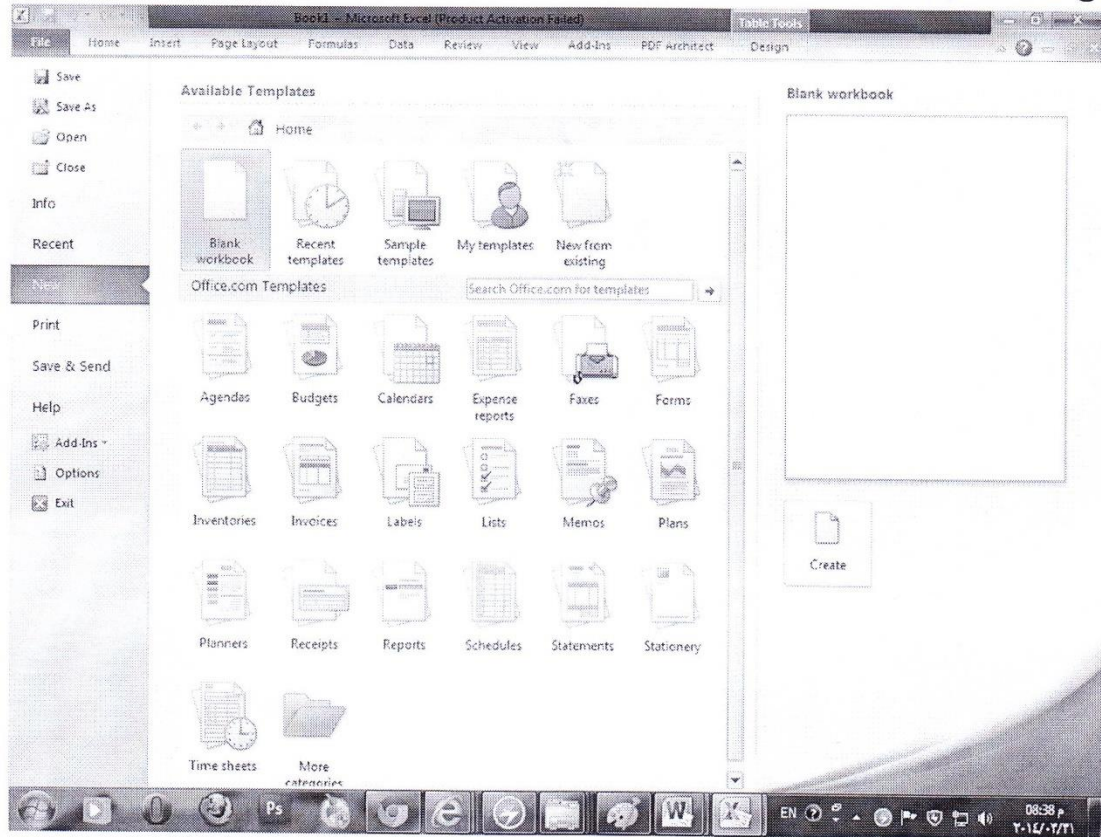 Book1 - Microsoft Excel (Product Activation Failed)
Table Tools
File Home Insert Page Layout Formulas Data Review View Add-Ins PDF Architect Design
Save
Save As
Open
Close
Info
Recent
New
Print
Save & Send
Help
Add-Ins
Options
Exit
Available Templates
Home
Blank workbook
Recent templates
Sample templates
My templates
New from existing
Office.com Templates
Search Office.com for templates
Agendas
Budgets
Calendars
Expense reports
Faxes
Forms
Inventories
Invoices
Labels
Lists
Memos
Plans
Planners
Receipts
Reports
Schedules
Statements
Stationery
Time sheets
More categories
Blank workbook
Create
Ps
W
EN
08:38 م
٢٠١٤/٠٢/٢١